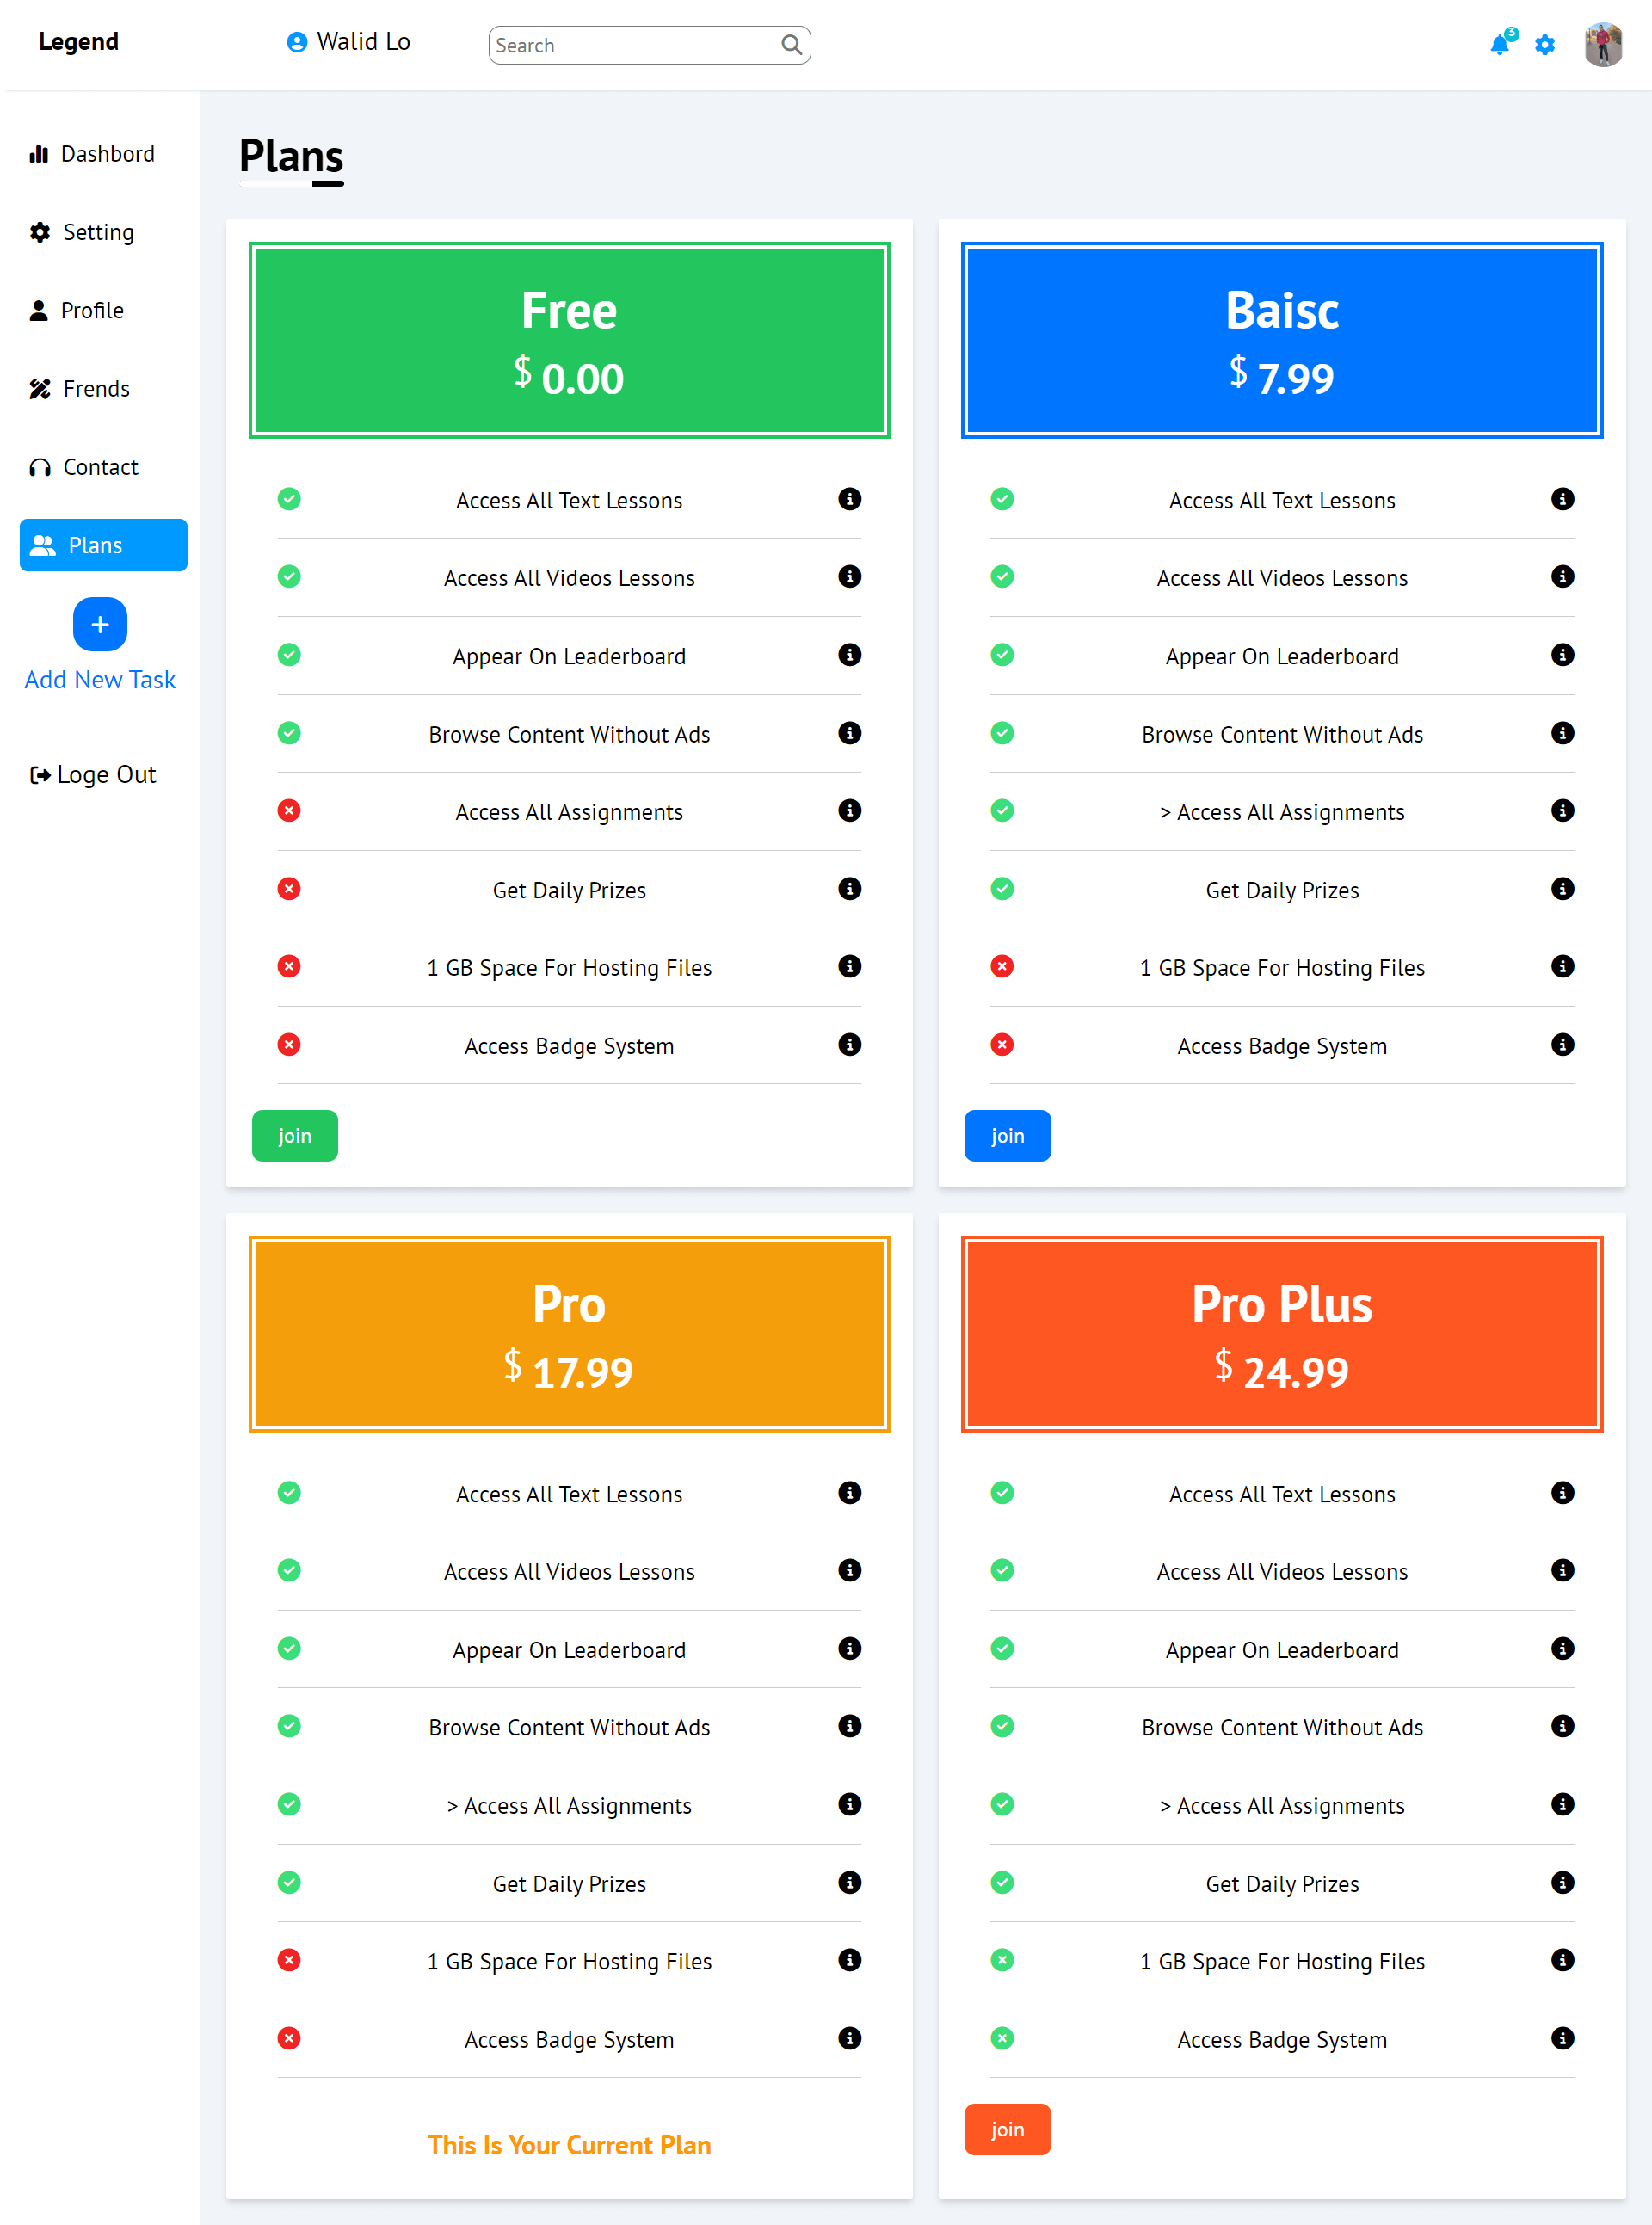 Legend
Walid Lo
Search
3
Dashbord
Setting
Profile
Frends
Contact
Plans
+
Add New Task
Loge Out
Plans
Free
$ 0.00
Access All Text Lessons
Access All Videos Lessons
Appear On Leaderboard
Browse Content Without Ads
Access All Assignments
Get Daily Prizes
1 GB Space For Hosting Files
Access Badge System
join
Baisc
$ 7.99
Access All Text Lessons
Access All Videos Lessons
Appear On Leaderboard
Browse Content Without Ads
> Access All Assignments
Get Daily Prizes
1 GB Space For Hosting Files
Access Badge System
join
Pro
$ 17.99
Access All Text Lessons
Access All Videos Lessons
Appear On Leaderboard
Browse Content Without Ads
> Access All Assignments
Get Daily Prizes
1 GB Space For Hosting Files
Access Badge System
This Is Your Current Plan
Pro Plus
$ 24.99
Access All Text Lessons
Access All Videos Lessons
Appear On Leaderboard
Browse Content Without Ads
> Access All Assignments
Get Daily Prizes
1 GB Space For Hosting Files
Access Badge System
join